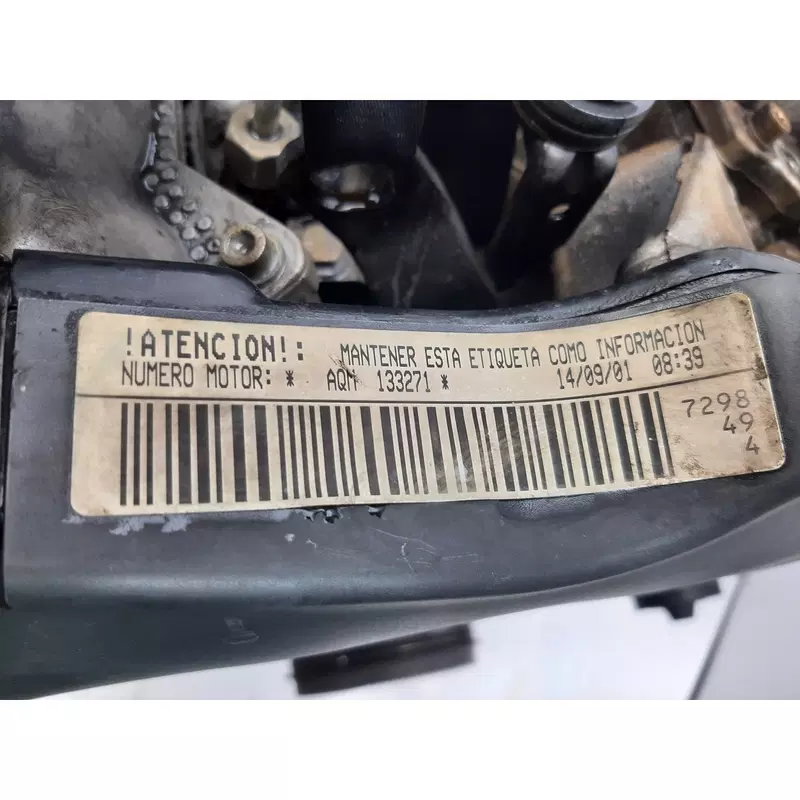 !ATENCION!: MANTENER ESTA ETIQUETA COMO INFORMACION
NUMERO MOTOR: * AQM 133271 * 14/09/01 08:39
7298
49
4